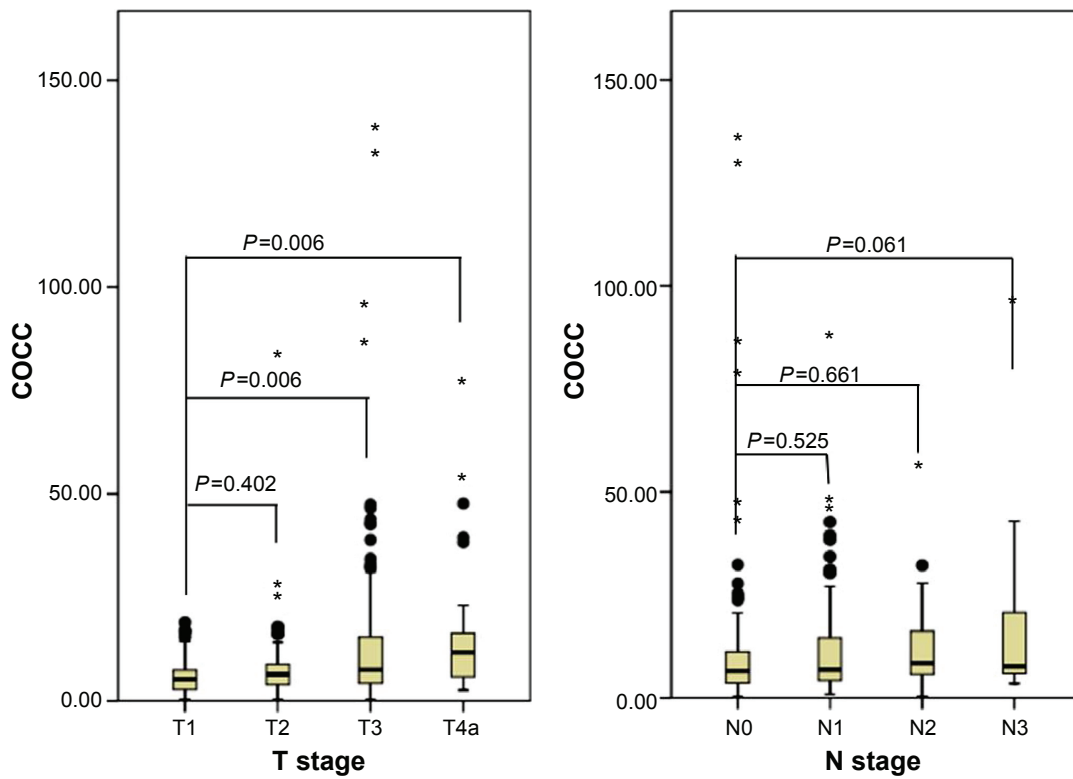 150.00
100.00
50.00
0.00
COCC
P=0.006
P=0.006
P=0.402
T1 T2 T3 T4a
T stage
150.00
100.00
50.00
0.00
COCC
P=0.061
P=0.661
P=0.525
N0 N1 N2 N3
N stage